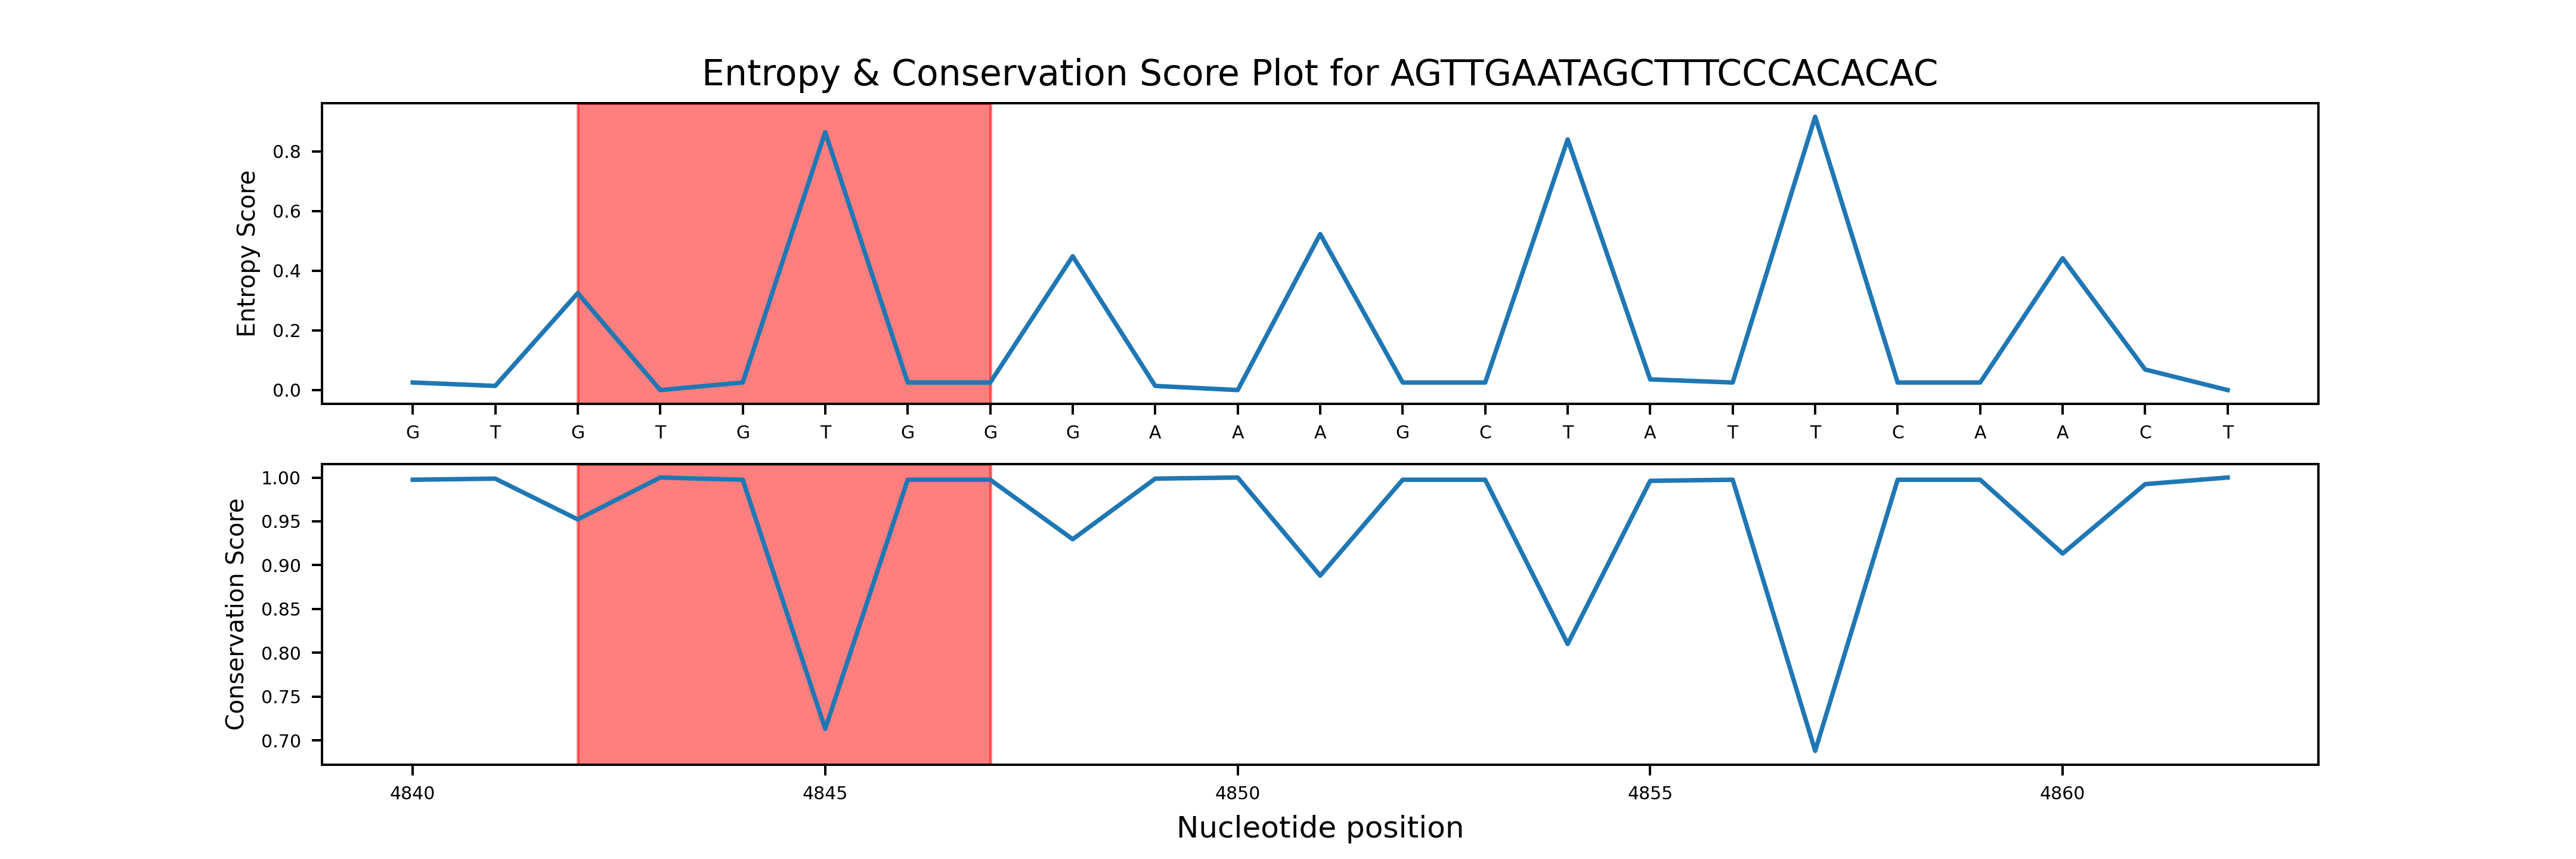 Entropy & Conservation Score Plot for AGTTGAATAGCTTTCCCACACAC
Entropy Score
0.8
0.6
0.4
0.2
0.0
G T G T G T G G G A A A G C T A T T C A A C T
Conservation Score
1.00
0.95
0.90
0.85
0.80
0.75
0.70
4840 4845 4850 4855 4860
Nucleotide position